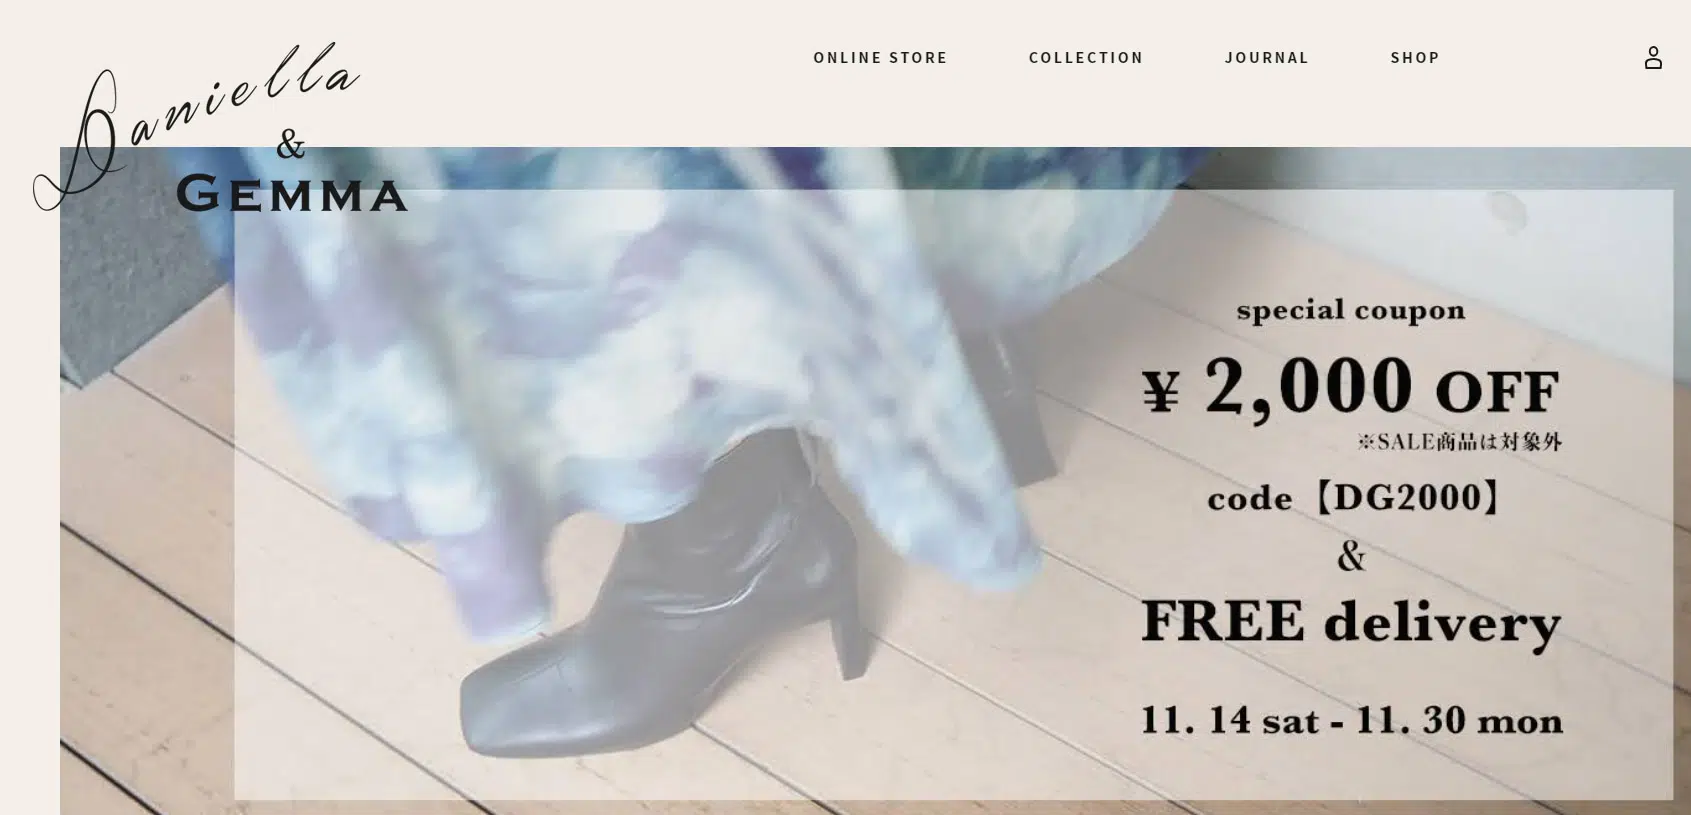 Daniella
&
GEMMA
ONLINE STORE
COLLECTION
JOURNAL
SHOP
special coupon
¥ 2,000 OFF
※SALE商品は対象外
code【DG2000】
&
FREE delivery
11. 14 sat - 11. 30 mon